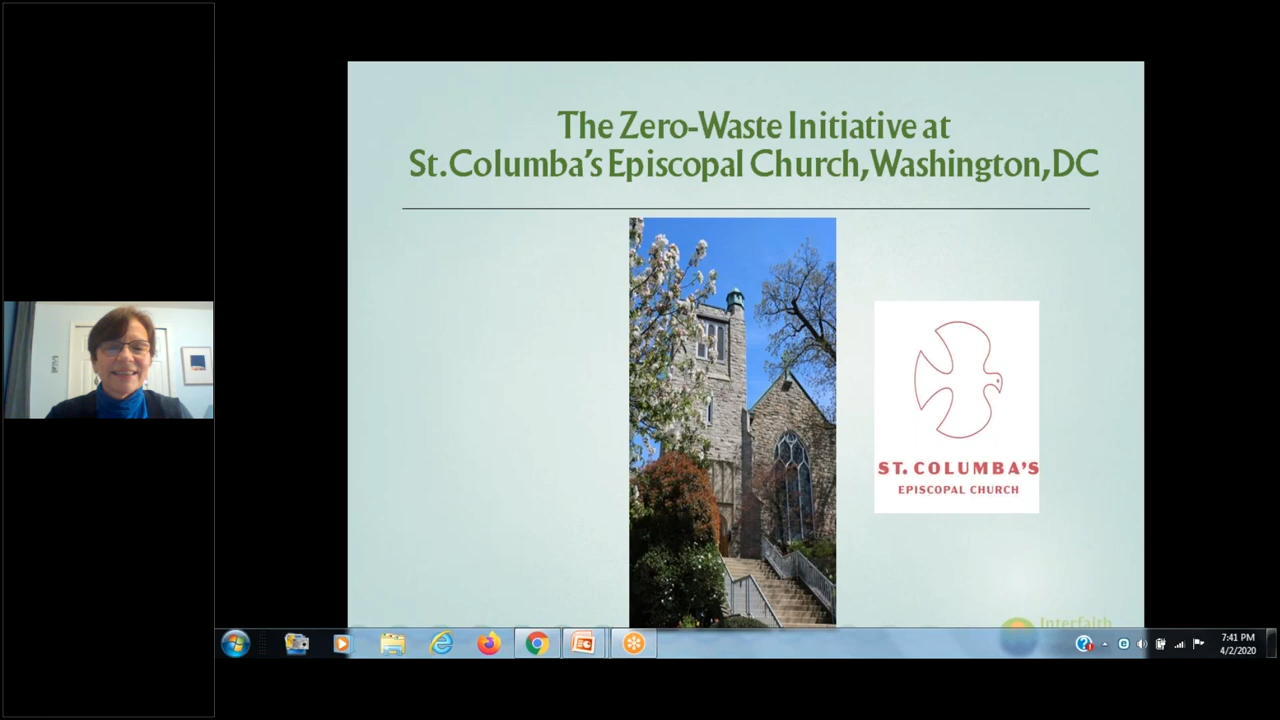 The Zero-Waste Initiative at
St. Columba's Episcopal Church, Washington, DC
ST. COLUMBA'S
EPISCOPAL CHURCH
Interfaith
7:41 PM
4/2/2020